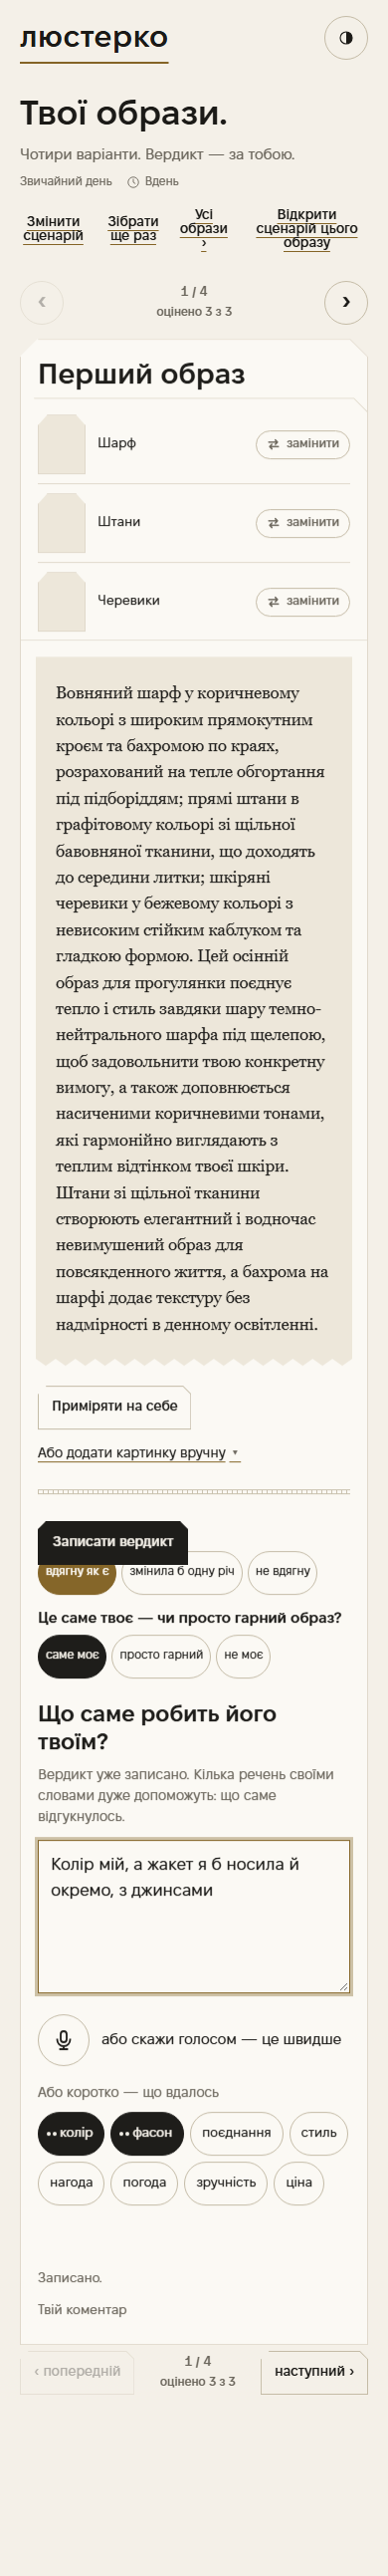 люстерко
Твої образи.
Чотири варіанти. Вердикт — за тобою.
Звичайний день Вдень
Змінити
сценарій
Зібрати
ще раз
Усі
образи
›
Відкрити
сценарій цього
образу
‹
1 / 4
оцінено 3 з 3
›
Перший образ
Шарф
замінити
Штани
замінити
Черевики
замінити
Вовняний шарф у коричневому
кольорі з широким прямокутним
кроєм та бахромою по краях,
розрахований на тепле обгортання
під підборіддям; прямі штани в
графітовому кольорі зі щільної
бавовняної тканини, що доходять
до середини литки; шкіряні
черевики у бежевому кольорі з
невисоким стійким каблуком та
гладкою формою. Цей осінній
образ для прогулянки поєднує
тепло і стиль завдяки шару темно-
нейтрального шарфа під щелепою,
щоб задовольнити твою конкретну
вимогу, а також доповнюється
насиченими коричневими тонами,
які гармонійно виглядають з
теплим відтінком твоєї шкіри.
Штани зі щільної тканини
створюють елегантний і водночас
невимушений образ для
повсякденного життя, а бахрома на
шарфі додає текстуру без
надмірності в денному освітленні.
Приміряти на себе
Або додати картинку вручну ▾
Записати вердикт
вдягну як є
змінила б одну річ
не вдягну
Це саме твоє — чи просто гарний образ?
саме моє
просто гарний
не моє
Що саме робить його
твоїм?
Вердикт уже записано. Кілька речень своїми
словами дуже допоможуть: що саме
відгукнулось.
Колір мій, а жакет я б носила й
окремо, з джинсами
або скажи голосом — це швидше
Або коротко — що вдалось
•• колір
•• фасон
поєднання
стиль
нагода
погода
зручність
ціна
Записано.
Твій коментар
‹ попередній
1 / 4
оцінено 3 з 3
наступний ›